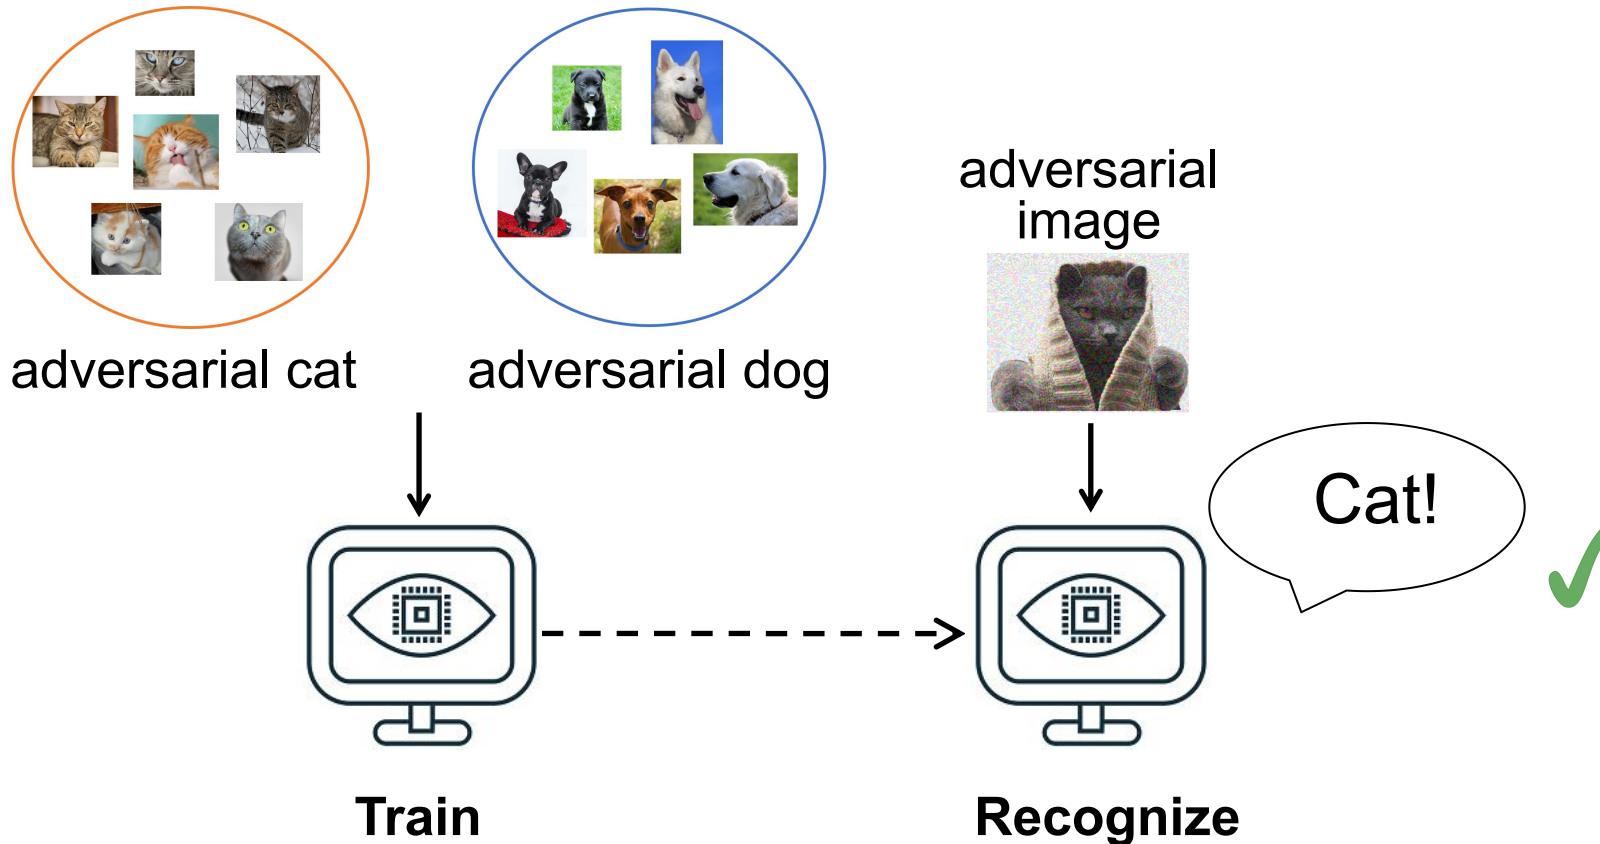 adversarial cat
adversarial dog
adversarial
image
Cat!
Train
Recognize